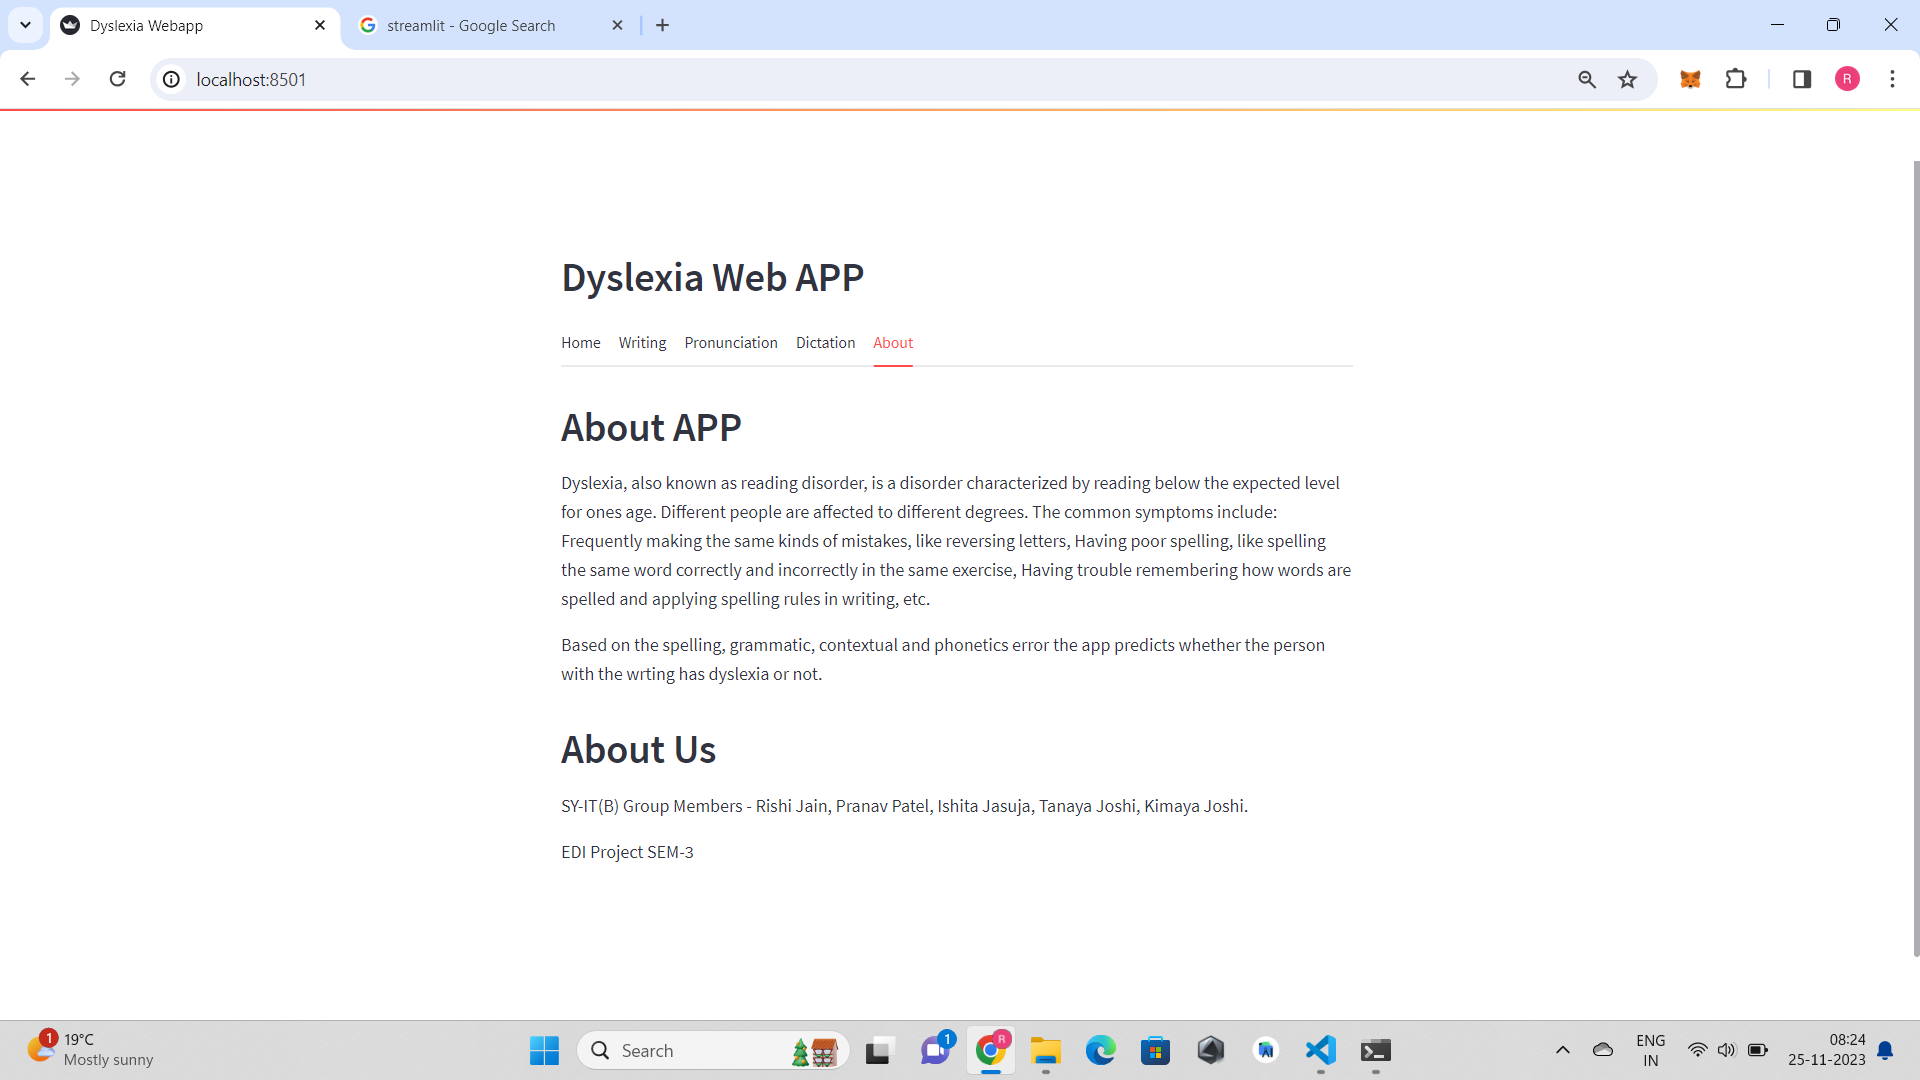 Dyslexia Webapp
streamlit - Google Search
localhost:8501
R
Dyslexia Web APP
Home Writing Pronunciation Dictation About
About APP
Dyslexia, also known as reading disorder, is a disorder characterized by reading below the expected level
for ones age. Different people are affected to different degrees. The common symptoms include:
Frequently making the same kinds of mistakes, like reversing letters, Having poor spelling, like spelling
the same word correctly and incorrectly in the same exercise, Having trouble remembering how words are
spelled and applying spelling rules in writing, etc.
Based on the spelling, grammatic, contextual and phonetics error the app predicts whether the person
with the wrting has dyslexia or not.
About Us
SY-IT(B) Group Members - Rishi Jain, Pranav Patel, Ishita Jasuja, Tanaya Joshi, Kimaya Joshi.
EDI Project SEM-3
1
19°C
Mostly sunny
Search
1
R
AI
ENG
IN
08:24
25-11-2023